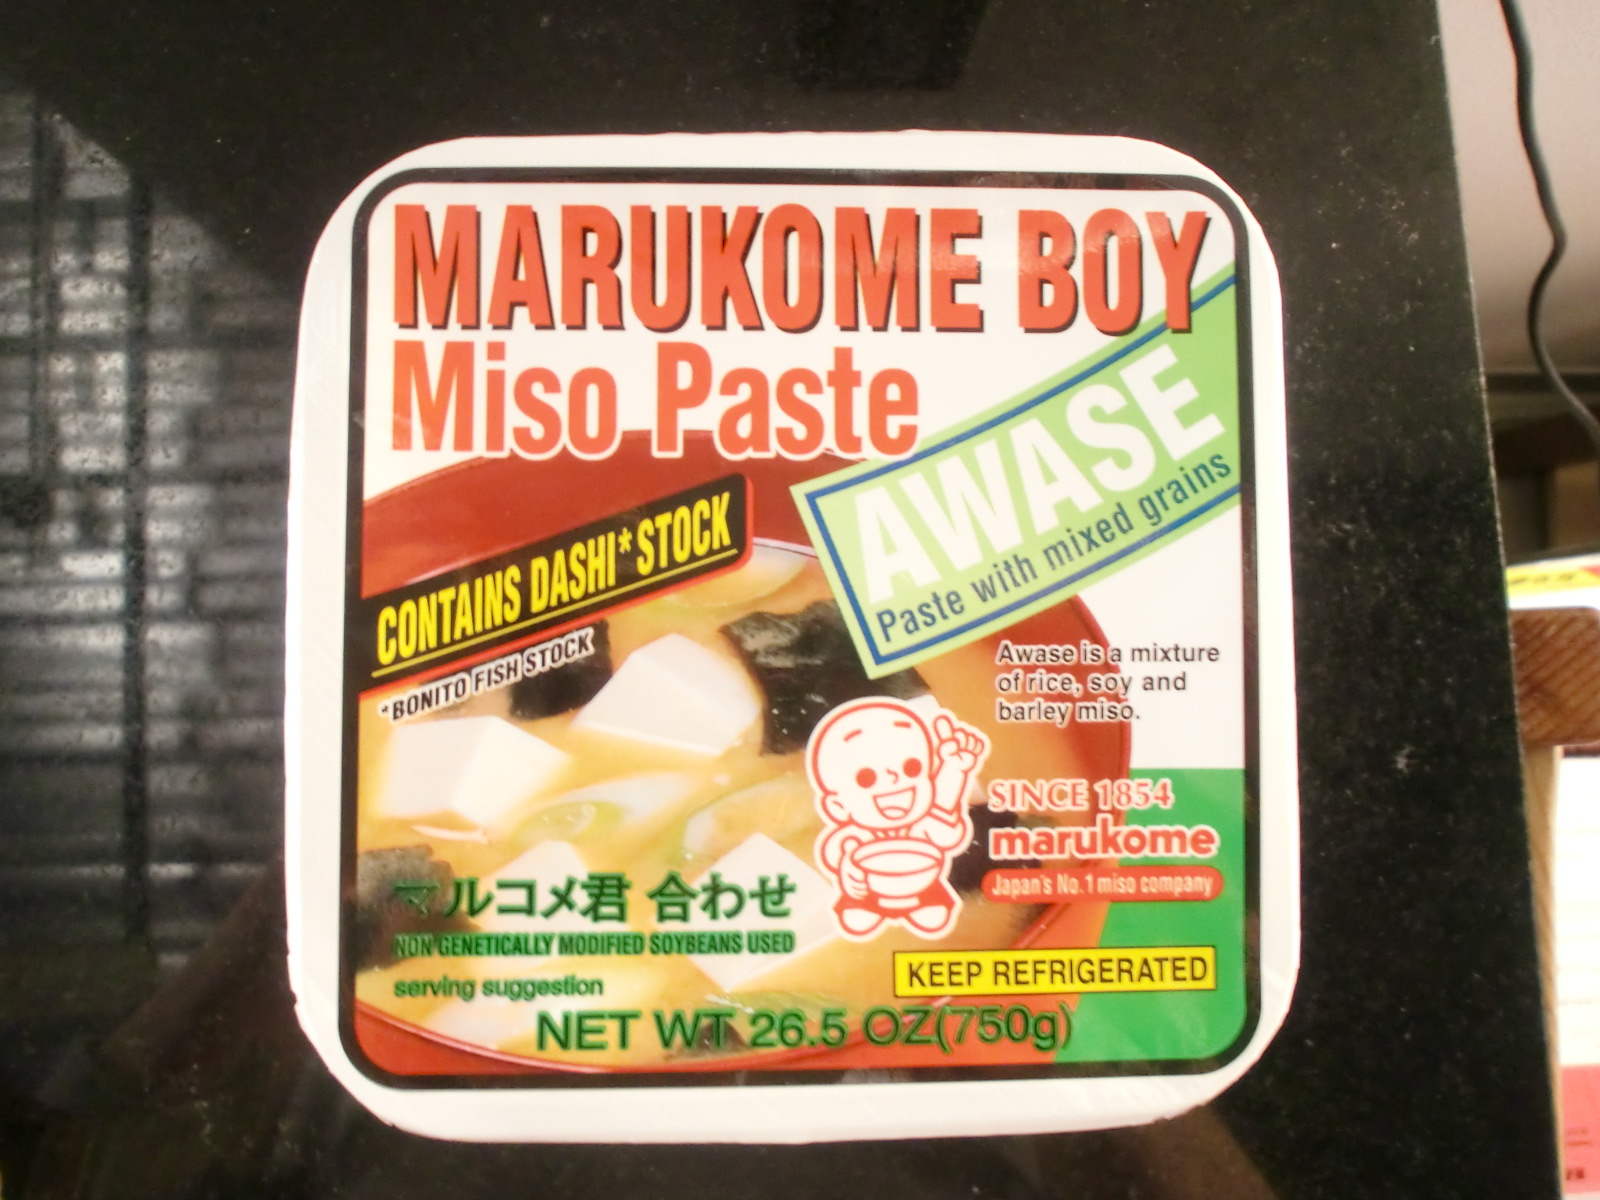 MARUKOME BOY
Miso Paste
AWASE
Paste with mixed grains
CONTAINS DASHI* STOCK
*BONITO FISH STOCK
Awase is a mixture
of rice, soy and
barley miso.
SINCE 1854
marukome
Japan's No.1 miso company
マルコメ君 合わせ
NON GENETICALLY MODIFIED SOYBEANS USED
serving suggestion
KEEP REFRIGERATED
NET WT 26.5 OZ(750g)